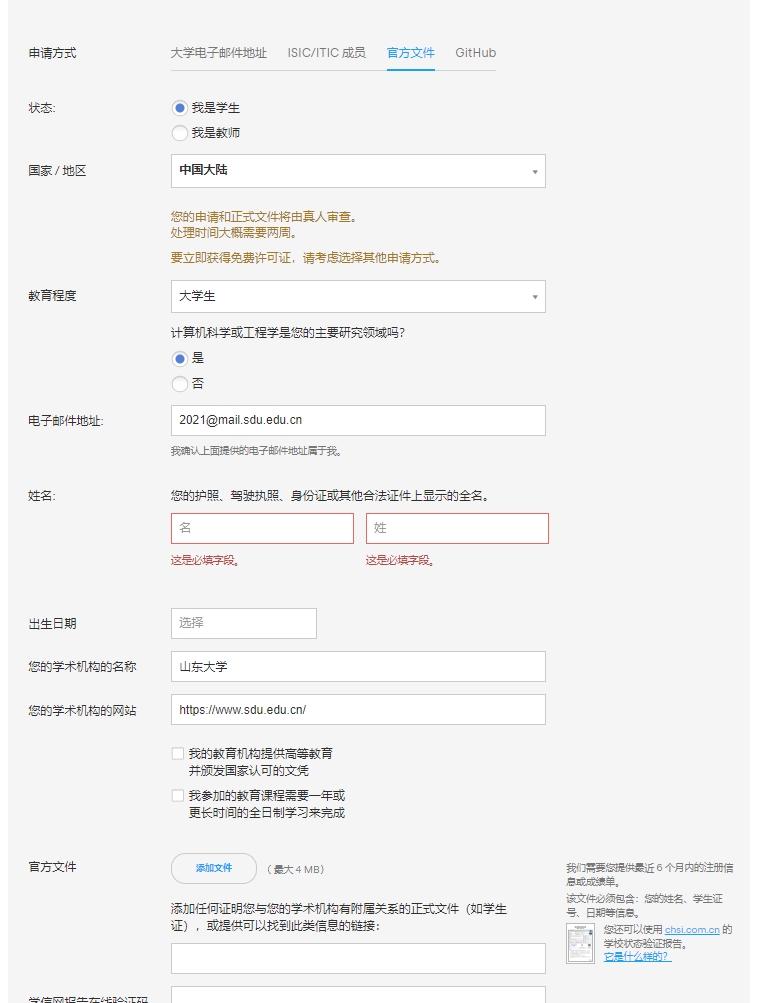 申请方式
大学电子邮件地址 ISIC/ITIC 成员 官方文件 GitHub
状态:
我是学生
我是教师
国家 / 地区
中国大陆
您的申请和正式文件将由真人审查。
处理时间大概需要两周。
要立即获得免费许可证，请考虑选择其他申请方式。
教育程度
大学生
计算机科学或工程学是您的主要研究领域吗?
是
否
电子邮件地址:
2021@mail.sdu.edu.cn
我确认上面提供的电子邮件地址属于我。
姓名:
您的护照、驾驶执照、身份证或其他合法证件上显示的全名。
名 姓
这是必填字段。 这是必填字段。
出生日期
选择
您的学术机构的名称
山东大学
您的学术机构的网站
https://www.sdu.edu.cn/
我的教育机构提供高等教育
并颁发国家认可的文凭
我参加的教育课程需要一年或
更长时间的全日制学习来完成
官方文件
添加文件 （最大 4 MB）
添加任何证明您与您的学术机构有附属关系的正式文件（如学生
证），或提供可以找到此类信息的链接：
我们需要您提供最近 6 个月内的注册信
息或成绩单。
该文件必须包含：您的姓名、学生证
号、日期等信息。
您还可以使用 chsi.com.cn 的
学校状态验证报告。
它是什么样的?
学信网报告在线验证码